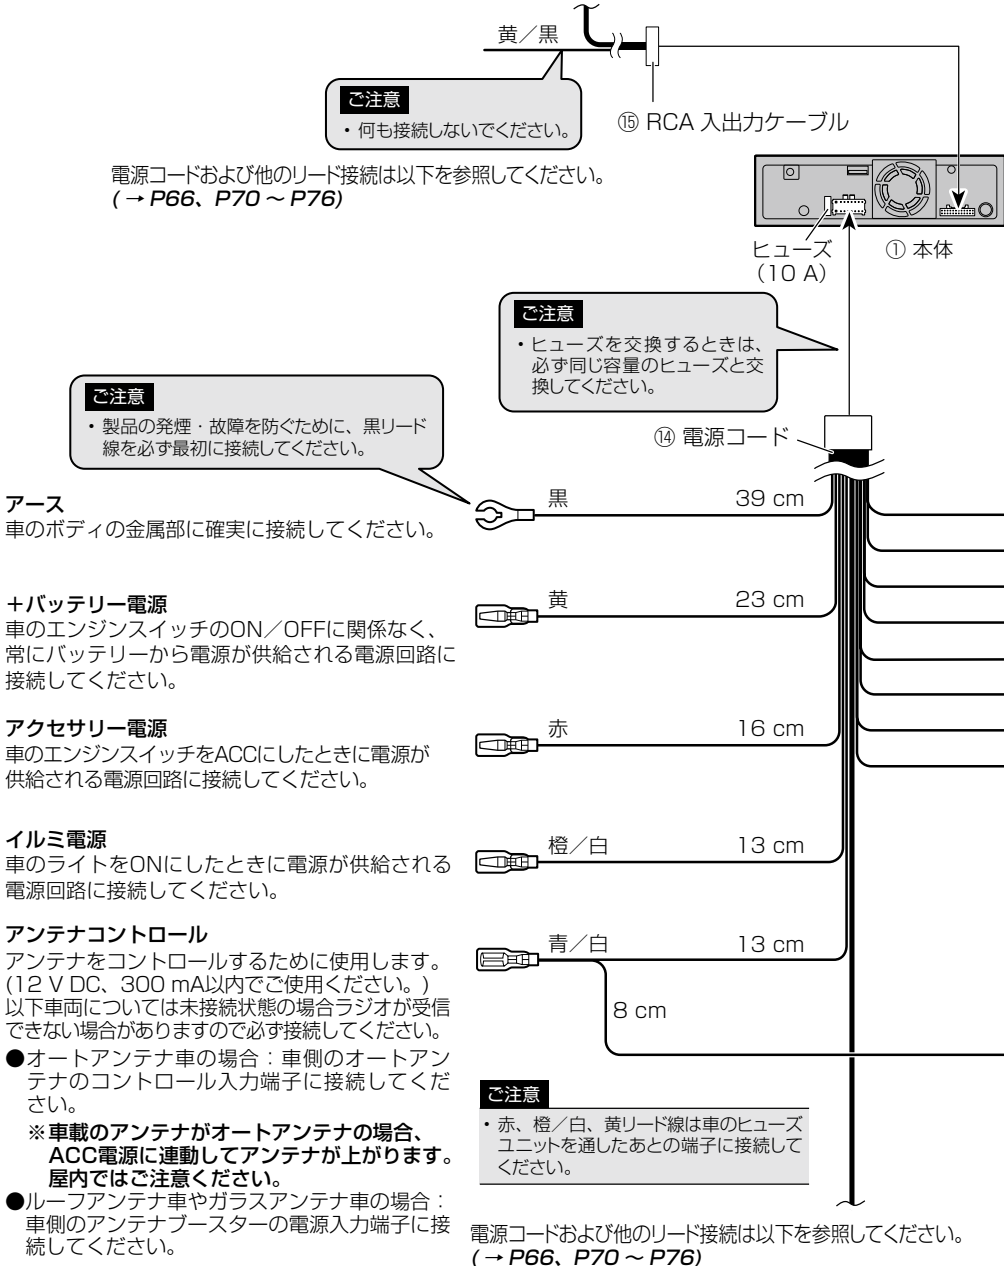 黄／黒
ご注意
・何も接続しないでください。
⑮ RCA 入出力ケーブル
電源コードおよび他のリード接続は以下を参照してください。
(→ P66、P70 ～ P76)
ヒューズ
（10 A）
① 本体
ご注意
・ヒューズを交換するときは、
必ず同じ容量のヒューズと交
換してください。
ご注意
・製品の発煙・故障を防ぐために、黒リード
線を必ず最初に接続してください。
⑭ 電源コード
アース
車のボディの金属部に確実に接続してください。
黒 39 cm
＋バッテリー電源
車のエンジンスイッチのON／OFFに関係なく、
常にバッテリーから電源が供給される電源回路に
接続してください。
黄 23 cm
アクセサリー電源
車のエンジンスイッチをACCにしたときに電源が
供給される電源回路に接続してください。
赤 16 cm
イルミ電源
車のライトをONにしたときに電源が供給される
電源回路に接続してください。
橙／白 13 cm
アンテナコントロール
アンテナをコントロールするために使用します。
(12 V DC、300 mA以内でご使用ください。)
以下車両については未接続状態の場合ラジオが受信
できない場合がありますので必ず接続してください。
●オートアンテナ車の場合：車側のオートアン
テナのコントロール入力端子に接続してくだ
さい。
※車載のアンテナがオートアンテナの場合、
ACC電源に連動してアンテナが上がります。
屋内ではご注意ください。
●ルーフアンテナ車やガラスアンテナ車の場合：
車側のアンテナブースターの電源入力端子に接
続してください。
青／白 13 cm
8 cm
ご注意
・赤、橙／白、黄リード線は車のヒューズ
ユニットを通したあとの端子に接続して
ください。
電源コードおよび他のリード接続は以下を参照してください。
(→ P66、P70 ～ P76)